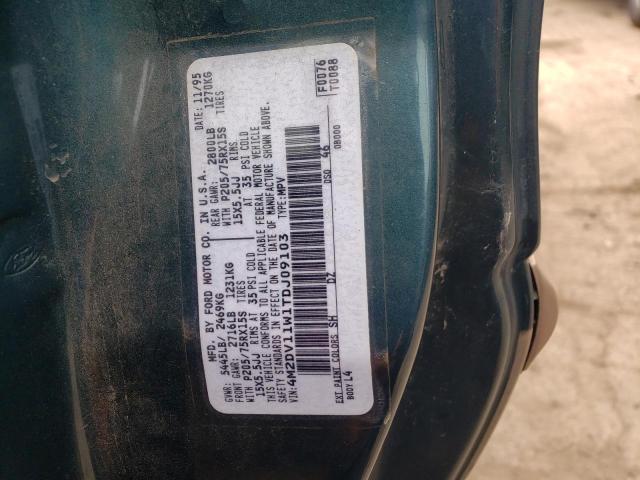 MFD. BY FORD MOTOR CO. IN U.S.A.
DATE: 11/95
GVWR: 5445LB/ 2469KG
FRONT GAWR: 2716LB 1231KG
REAR GAWR: 2800LB 1270KG
WITH P205/75RX15S TIRES
WITH P205/75RX15S TIRES
15X5.5JJ RIMS
15X5.5JJ RIMS
AT 35 PSI COLD
AT 35 PSI COLD
THIS VEHICLE CONFORMS TO ALL APPLICABLE FEDERAL MOTOR VEHICLE
SAFETY STANDARDS IN EFFECT ON THE DATE OF MANUFACTURE SHOWN ABOVE.
VIN: 4M2DV11W1TDJ09103
TYPE: MPV
F0076
T0088
EXT PAINT COLORS SH DZ
DSO 46
BODY L4
0B000